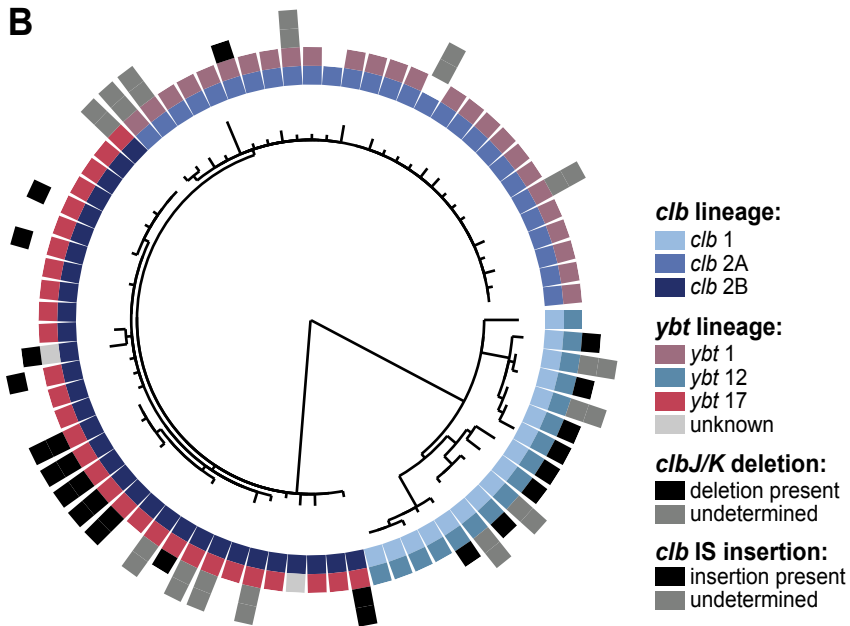 B
clb lineage:
clb 1
clb 2A
clb 2B
ybt lineage:
ybt 1
ybt 12
ybt 17
unknown
clbJ/K deletion:
deletion present
undetermined
clb IS insertion:
insertion present
undetermined